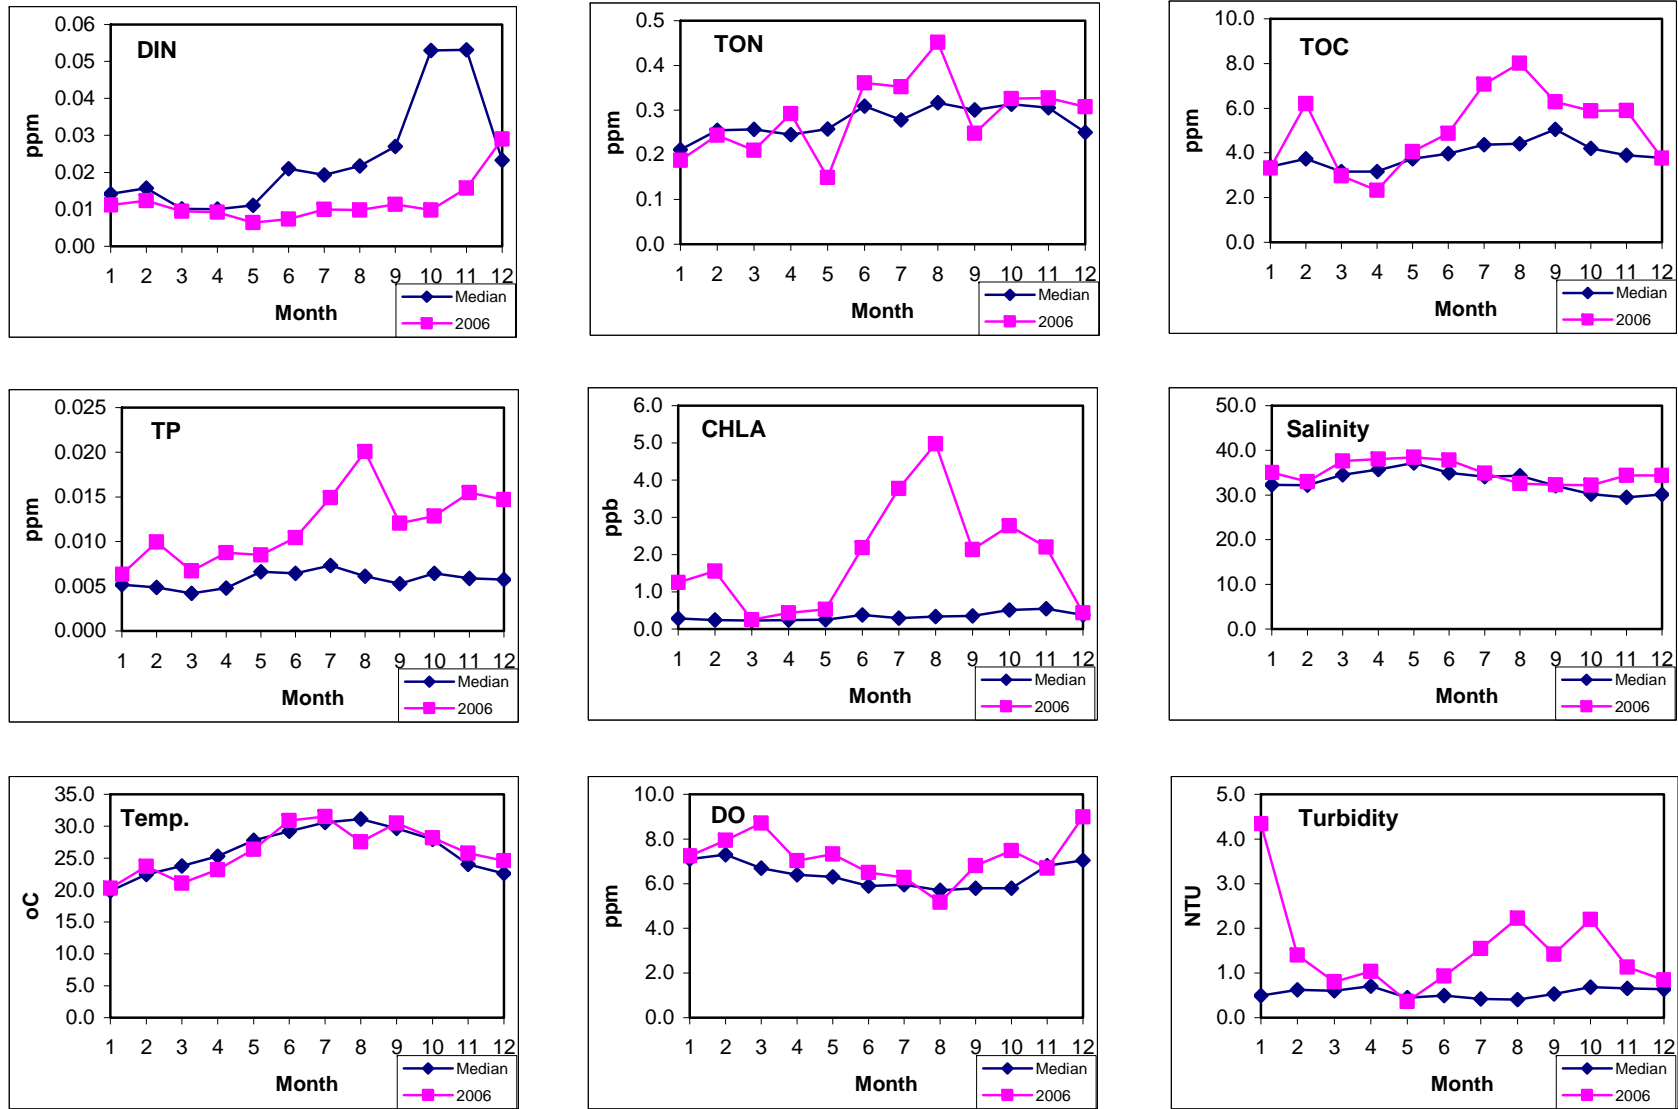 DIN
0.06
0.05
0.04
0.03
0.02
0.01
0.00
ppm
1 2 3 4 5 6 7 8 9 10 11 12
Month
Median
2006
TON
0.5
0.4
0.3
0.2
0.1
0.0
ppm
1 2 3 4 5 6 7 8 9 10 11 12
Month
Median
2006
TOC
10.0
8.0
6.0
4.0
2.0
0.0
ppm
1 2 3 4 5 6 7 8 9 10 11 12
Month
Median
2006
TP
0.025
0.020
0.015
0.010
0.005
0.000
ppm
1 2 3 4 5 6 7 8 9 10 11 12
Month
Median
2006
CHLA
6.0
5.0
4.0
3.0
2.0
1.0
0.0
ppb
1 2 3 4 5 6 7 8 9 10 11 12
Month
Median
2006
Salinity
50.0
40.0
30.0
20.0
10.0
0.0
1 2 3 4 5 6 7 8 9 10 11 12
Month
Median
2006
Temp.
35.0
30.0
25.0
20.0
15.0
10.0
5.0
0.0
oC
1 2 3 4 5 6 7 8 9 10 11 12
Month
Median
2006
DO
10.0
8.0
6.0
4.0
2.0
0.0
ppm
1 2 3 4 5 6 7 8 9 10 11 12
Month
Median
2006
Turbidity
5.0
4.0
3.0
2.0
1.0
0.0
NTU
1 2 3 4 5 6 7 8 9 10 11 12
Month
Median
2006